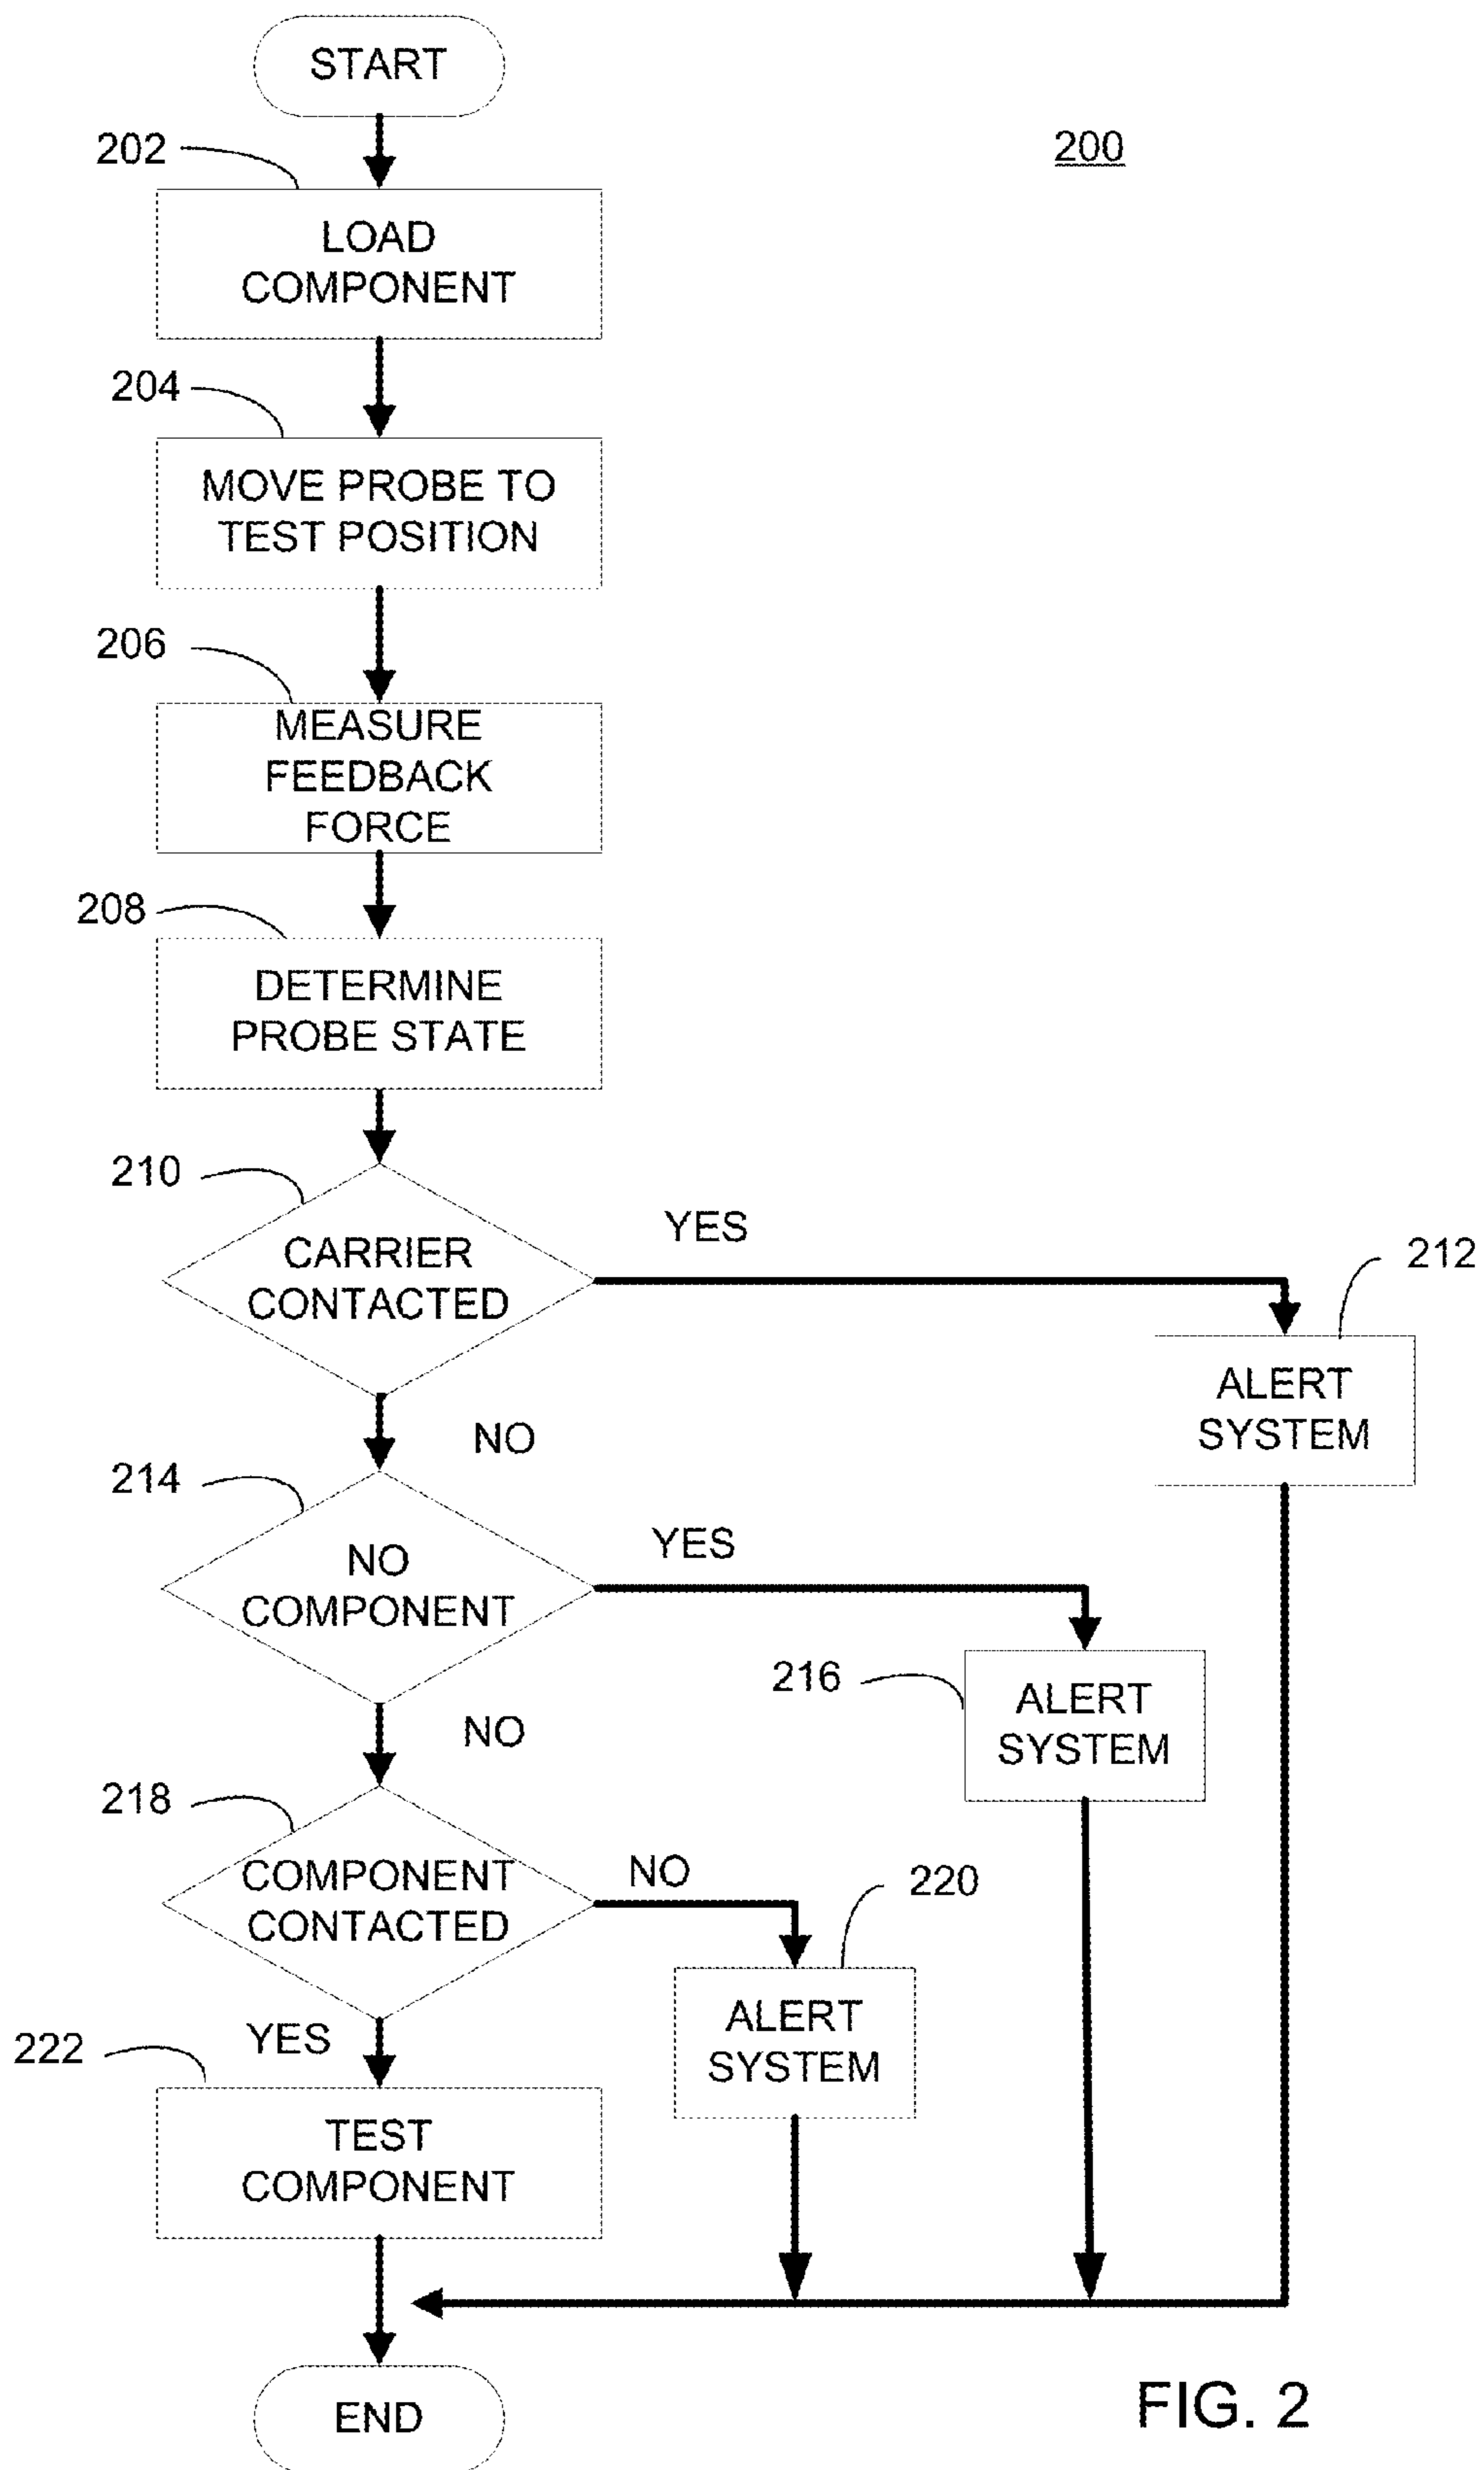 START
200
202
LOAD
COMPONENT
204
MOVE PROBE TO
TEST POSITION
206
MEASURE
FEEDBACK
FORCE
208
DETERMINE
PROBE STATE
210
CARRIER
CONTACTED
YES
212
ALERT
SYSTEM
NO
214
NO
COMPONENT
YES
216
ALERT
SYSTEM
NO
218
COMPONENT
CONTACTED
NO
220
ALERT
SYSTEM
YES
222
TEST
COMPONENT
END
FIG. 2